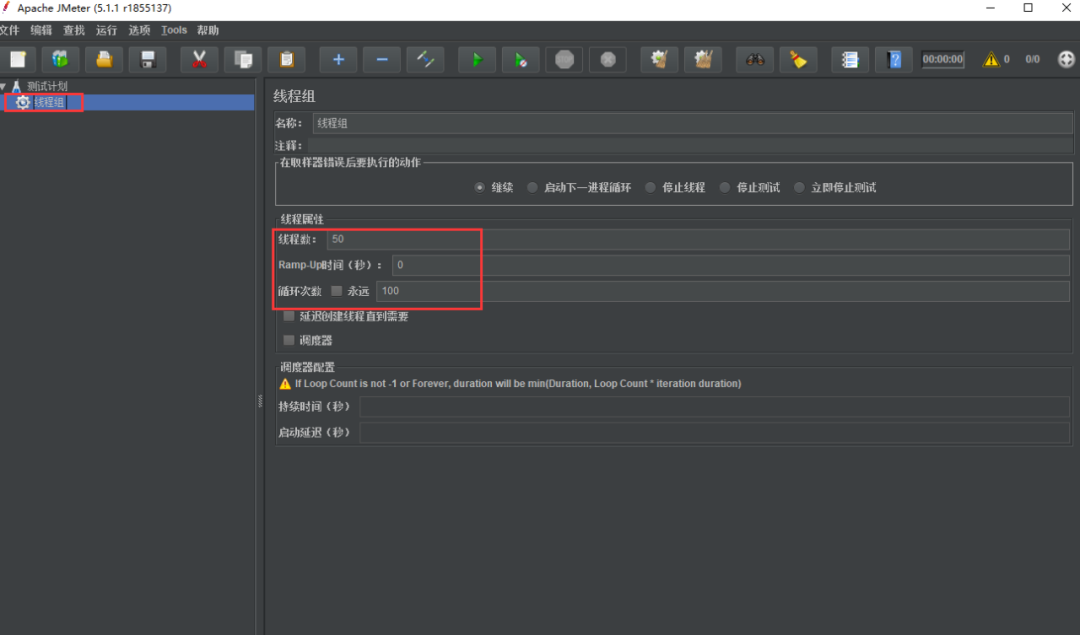 Apache JMeter (5.1.1 r1855137)
文件 编辑 查找 运行 选项 Tools 帮助
00:00:00 0 0/0
测试计划
线程组
线程组
名称： 线程组
注释：
在取样器错误后要执行的动作
继续 启动下一进程循环 停止线程 停止测试 立即停止测试
线程属性
线程数： 50
Ramp-Up时间（秒）： 0
循环次数 永远 100
延迟创建线程直到需要
调度器
调度器配置
If Loop Count is not -1 or Forever, duration will be min(Duration, Loop Count * iteration duration)
持续时间（秒）
启动延迟（秒）